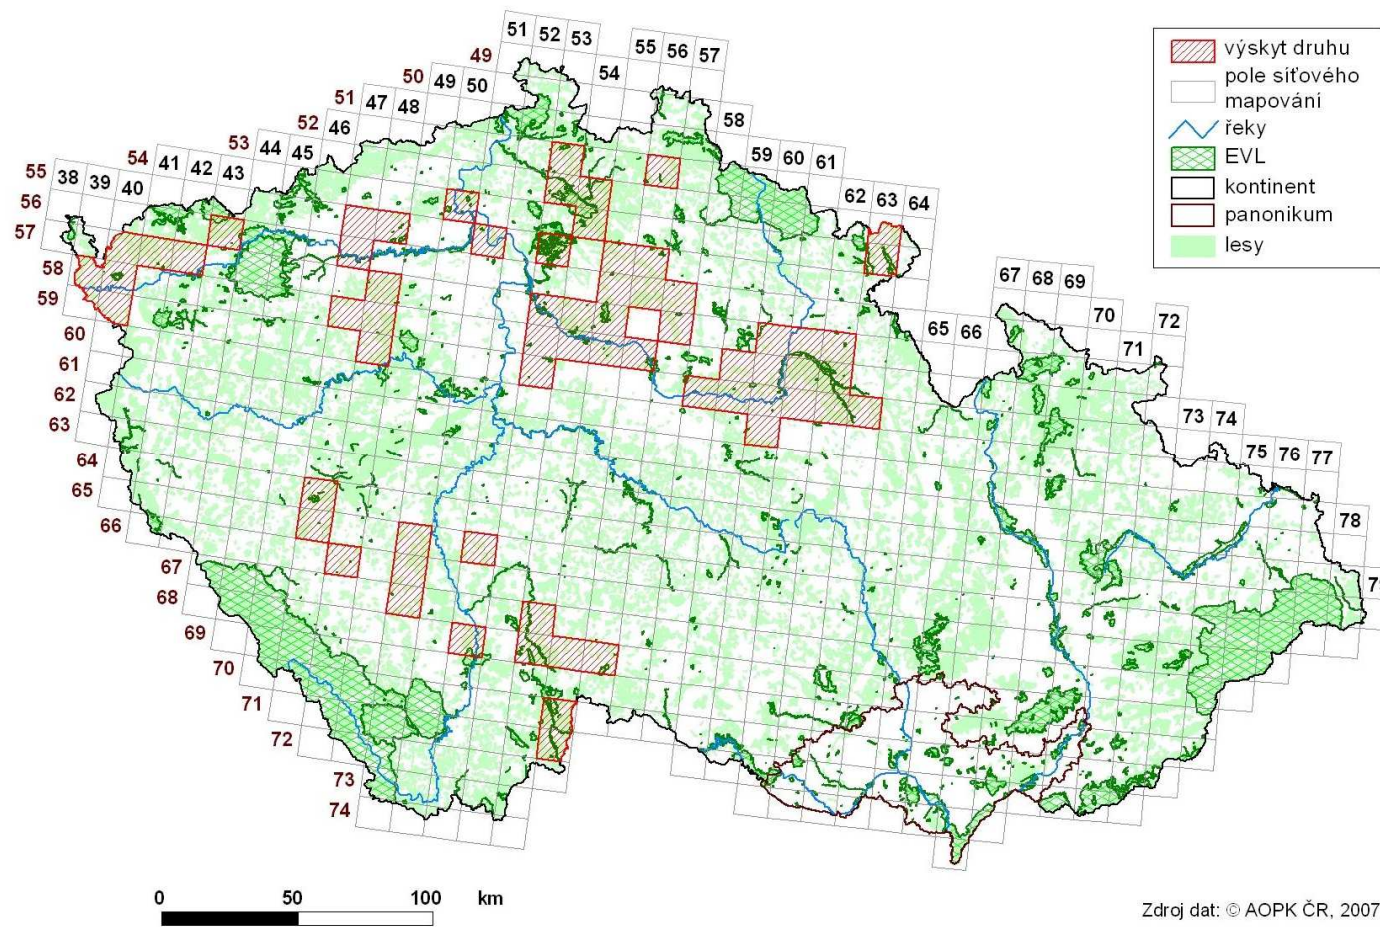 51 52 53 55 56 57
49 54
50 49 50
51 47 48 58
52 46 59 60 61
53 44 45
54 41 42 43 62 63 64
55 38 39 40
56
57
58
59
60
61
62
63
64
65
66
67
68
69
70
71
72
73
74
65 66
67 68 69
70 71 72
73 74
75 76 77
78
výskyt druhu
pole síťového
mapování
řeky
EVL
kontinent
panonikum
lesy
0 50 100 km
Zdroj dat: © AOPK ČR, 2007